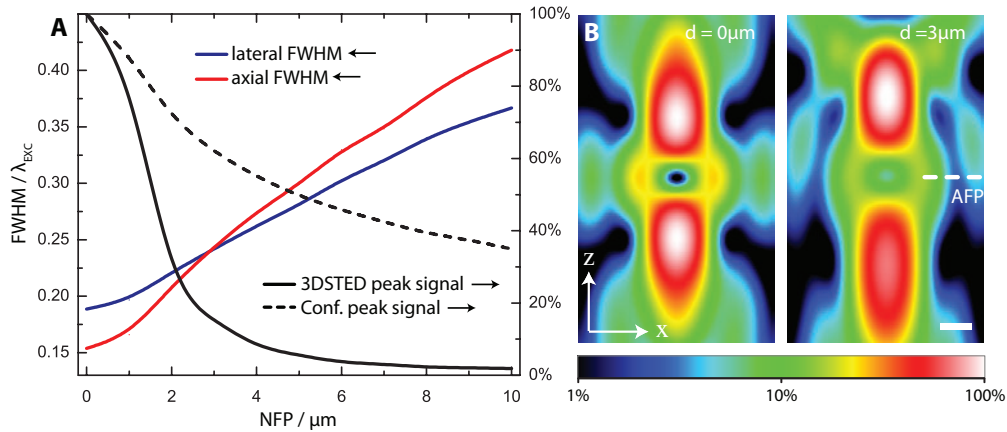 A
lateral FWHM ←
axial FWHM ←
3DSTED peak signal →
Conf. peak signal →
FWHM / λEXC
0.40
0.35
0.30
0.25
0.20
0.15
100%
80%
60%
40%
20%
0%
0 2 4 6 8 10
NFP / µm
B
d = 0µm
d =3µm
AFP
z
x
1% 10% 100%